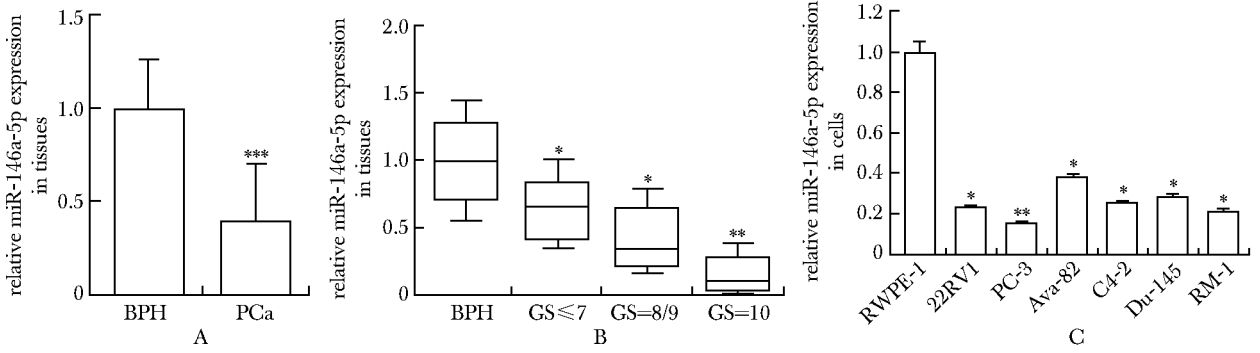 relative miR-146a-5p expression
in tissues
1.5
1.0
0.5
0
***
BPH
PCa
A
relative miR-146a-5p expression
in tissues
2.0
1.5
1.0
0.5
0
*
*
**
BPH
GS≤7
GS=8/9
GS=10
B
relative miR-146a-5p expression
in cells
1.2
1.0
0.8
0.6
0.4
0.2
0
*
**
*
*
*
*
RWPE-1
22RV1
PC-3
Ava-82
C4-2
Du-145
RM-1
C